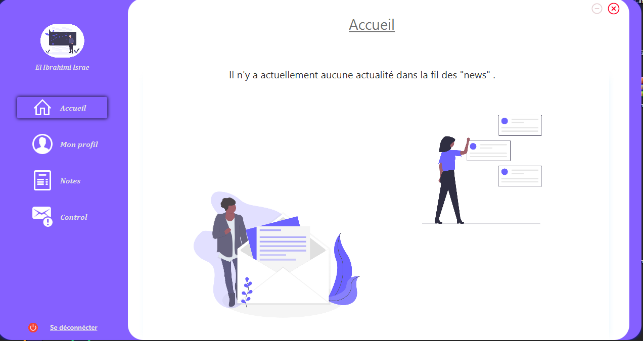 Accueil
El Ibrahimi Israe
Il n'y a actuellement aucune actualité dans la fil des "news" .
Accueil
Mon profil
Notes
Control
Se déconnécter